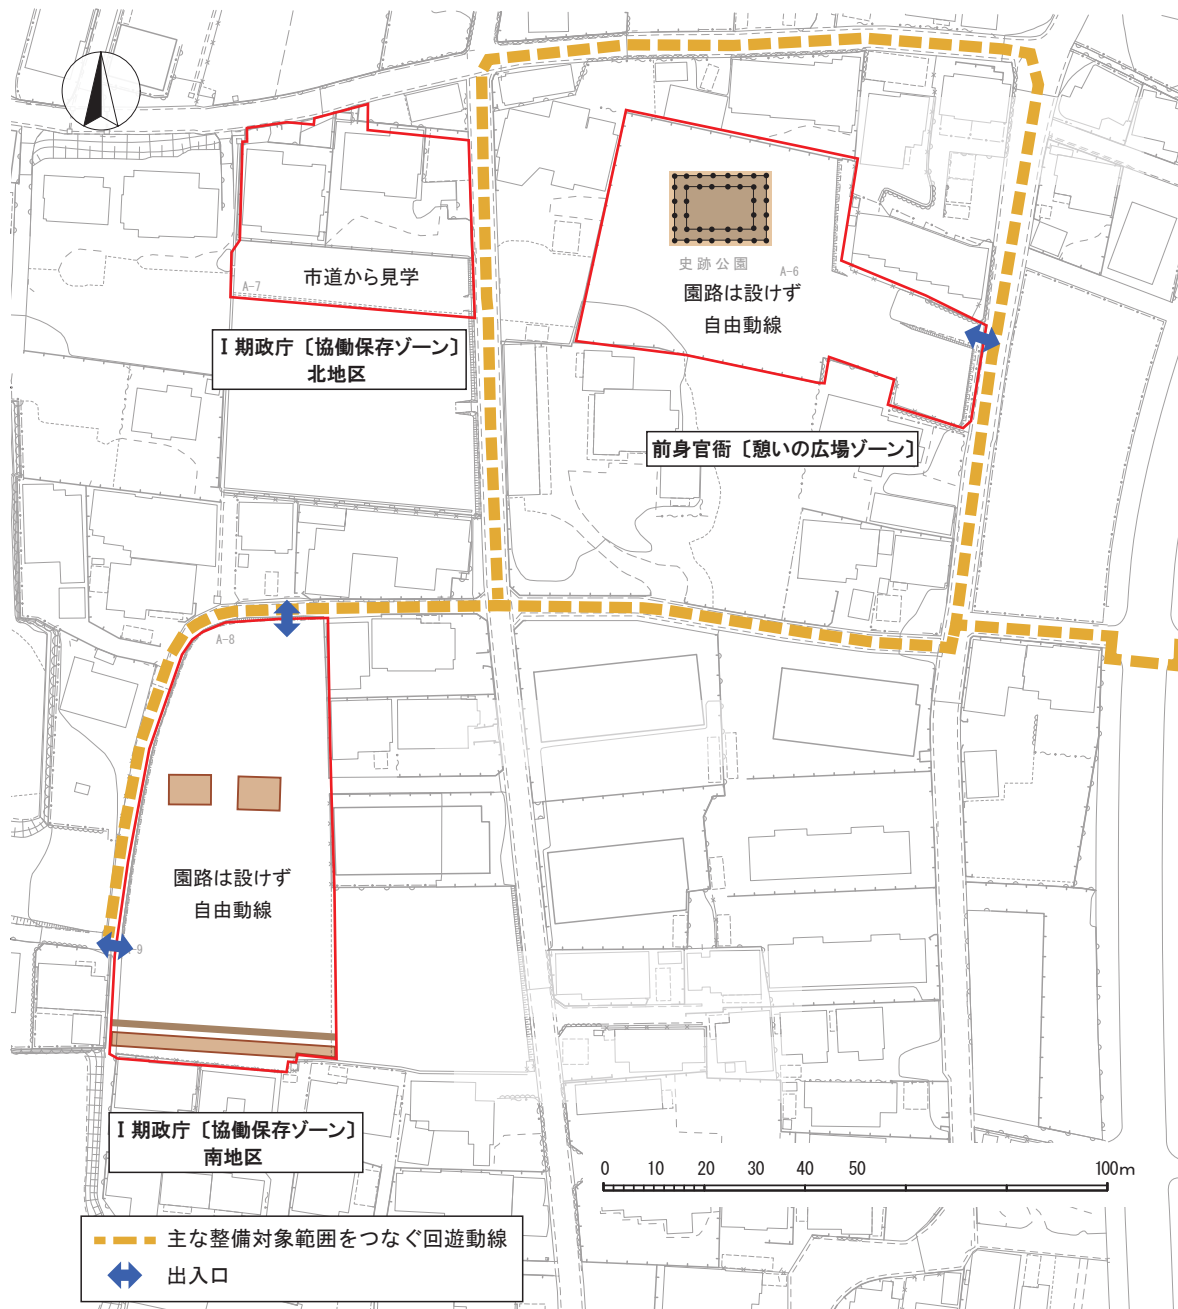 市道から見学
A-7
Ⅰ期政庁〔協働保存ゾーン〕
北地区
史跡公園
A-6
園路は設けず
自由動線
前身官衙〔憩いの広場ゾーン〕
A-8
園路は設けず
自由動線
9
Ⅰ期政庁〔協働保存ゾーン〕
南地区
0 10 20 30 40 50 100m
主な整備対象範囲をつなぐ回遊動線
出入口